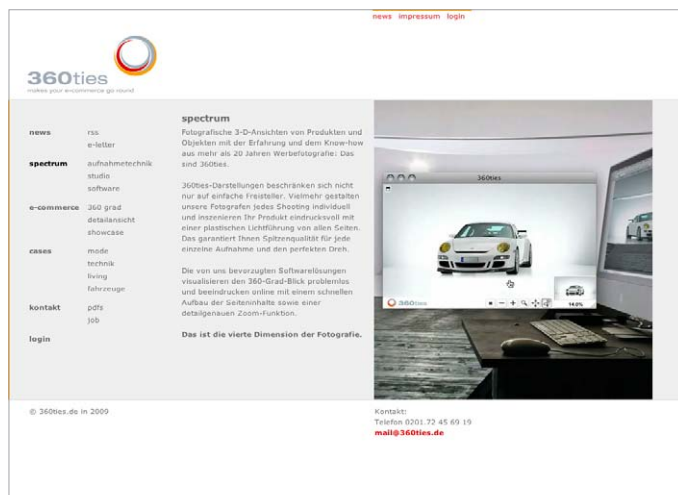 news impressum login
360ties
makes your e-commerce go round
spectrum
Fotografische 3-D-Ansichten von Produkten und
Objekten mit der Erfahrung und dem Know-how
aus mehr als 20 Jahren Werbefotografie: Das
sind 360ties.
360ties-Darstellungen beschränken sich nicht
nur auf einfache Freisteller. Vielmehr gestalten
unsere Fotografen jedes Shooting individuell
und inszenieren Ihr Produkt eindrucksvoll mit
einer plastischen Lichtführung von allen Seiten.
Das garantiert Ihnen Spitzenqualität für jede
einzelne Aufnahme und den perfekten Dreh.
Die von uns bevorzugten Softwarelösungen
visualisieren den 360-Grad-Blick problemlos
und beeindrucken online mit einem schnellen
Aufbau der Seiteninhalte sowie einer
detailgenauen Zoom-Funktion.
Das ist die vierte Dimension der Fotografie.
news rss
e-letter
spectrum aufnahmetechnik
studio
software
e-commerce 360 grad
detailansicht
showcase
cases mode
technik
living
fahrzeuge
kontakt pdfs
job
login
360ties
360ties
14.0%
© 360ties.de in 2009
Kontakt:
Telefon 0201.72 45 69 19
mail@360ties.de